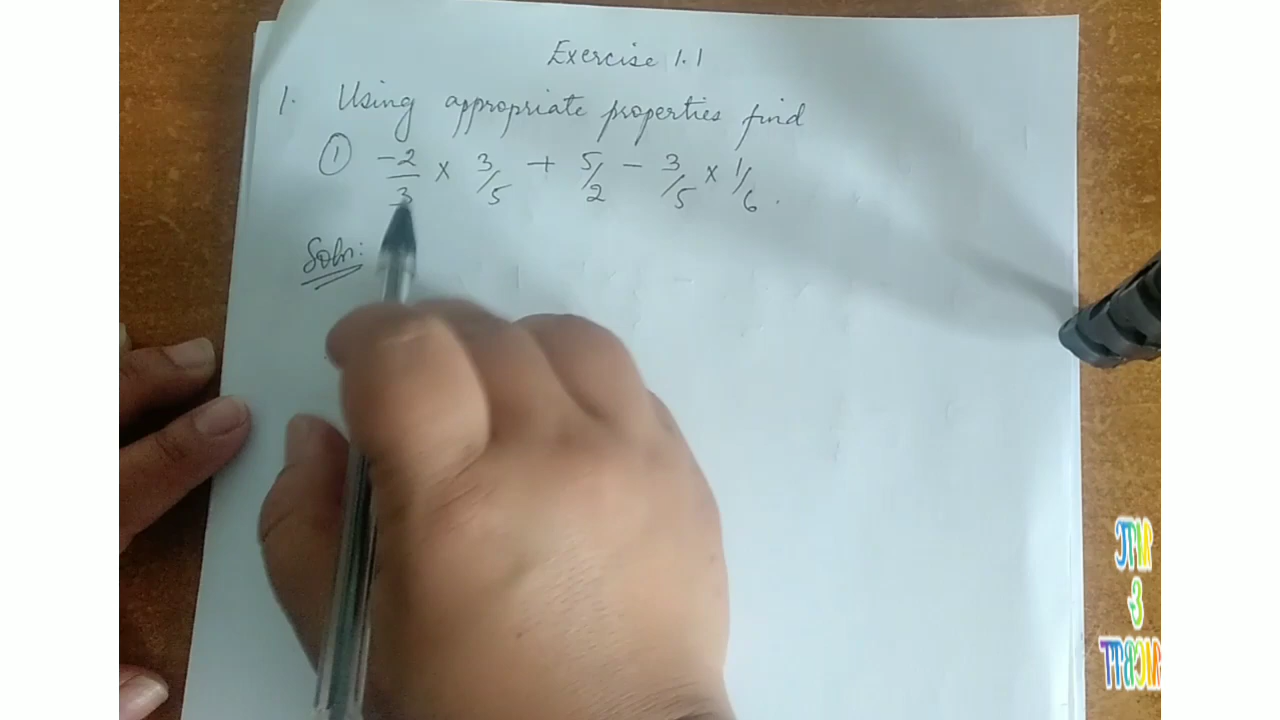 Exercise 1.1
1. Using appropriate properties find
① -2/3 × 3/5 + 5/2 - 3/5 × 1/6.
Soln: